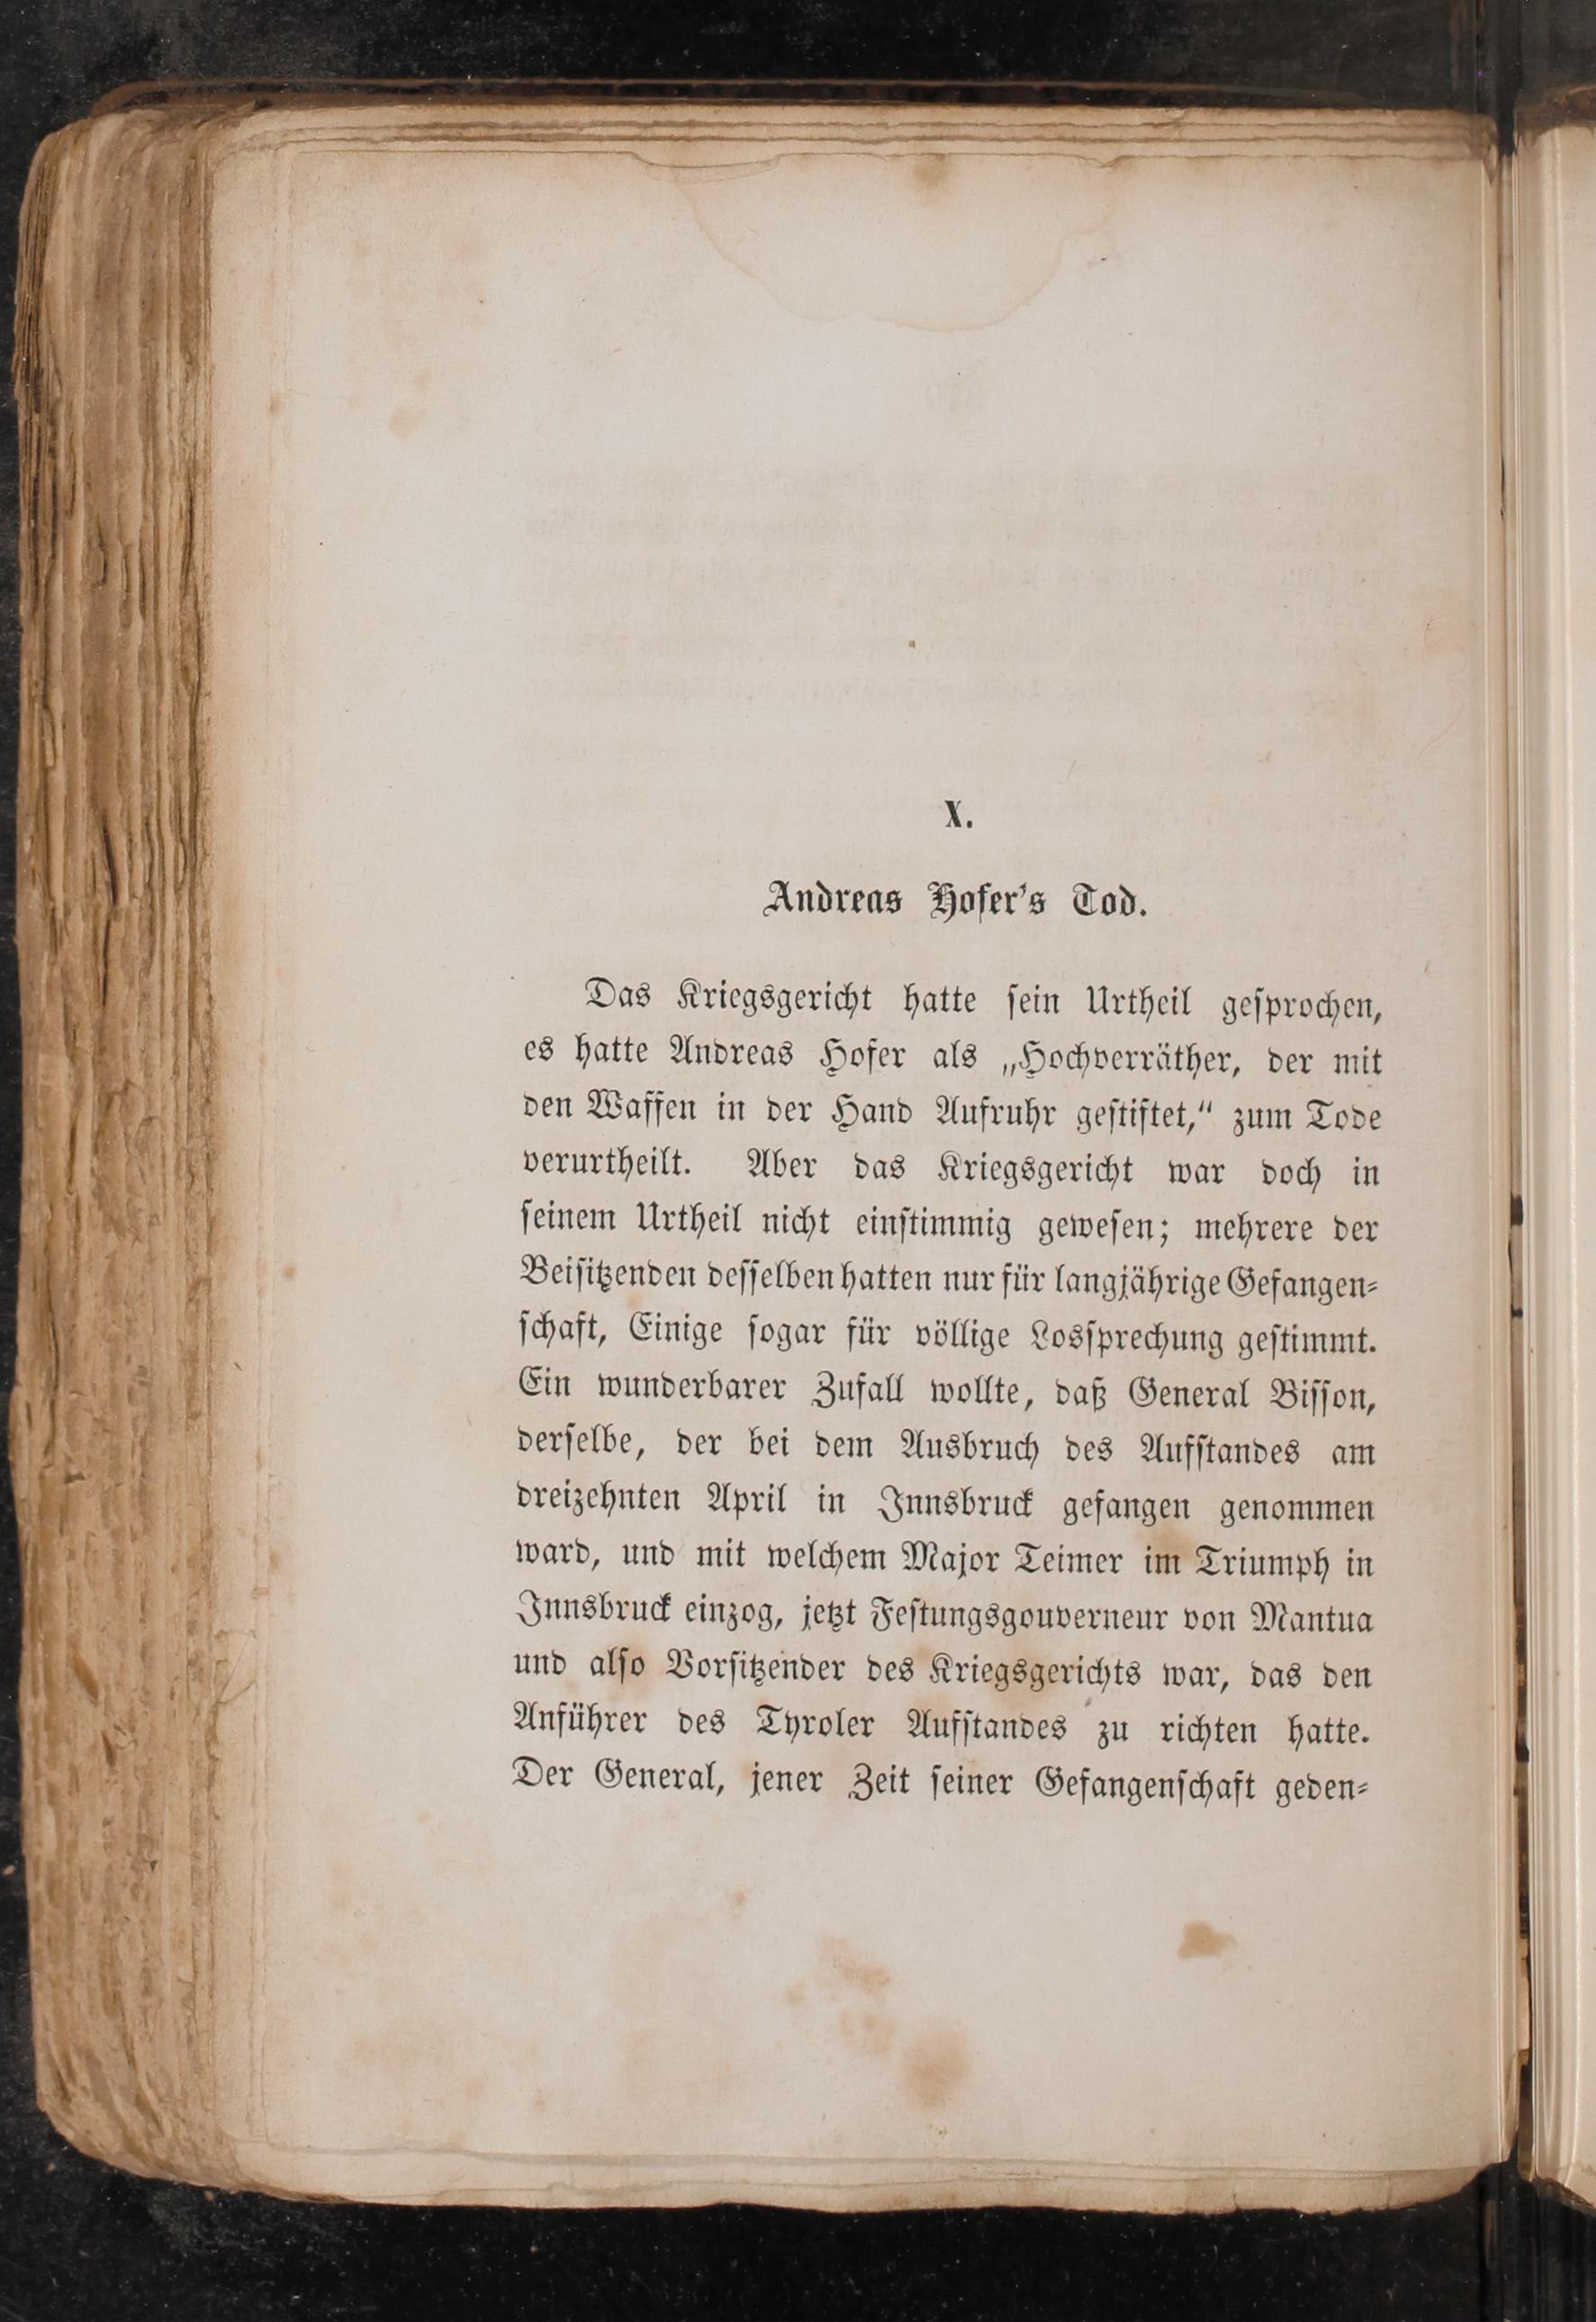 X.
Andreas Hofer's Tod.
Das Kriegsgericht hatte sein Urtheil gesprochen,
es hatte Andreas Hofer als „Hochverräther, der mit
den Waffen in der Hand Aufruhr gestiftet,“ zum Tode
verurtheilt. Aber das Kriegsgericht war doch in
seinem Urtheil nicht einstimmig gewesen; mehrere der
Beisitzenden desselben hatten nur für langjährige Gefangen-
schaft, Einige sogar für völlige Lossprechung gestimmt.
Ein wunderbarer Zufall wollte, daß General Bisson,
derselbe, der bei dem Ausbruch des Aufstandes am
dreizehnten April in Innsbruck gefangen genommen
ward, und mit welchem Major Teimer im Triumph in
Innsbruck einzog, jetzt Festungsgouverneur von Mantua
und also Vorsitzender des Kriegsgerichts war, das den
Anführer des Tyroler Aufstandes zu richten hatte.
Der General, jener Zeit seiner Gefangenschaft geden-